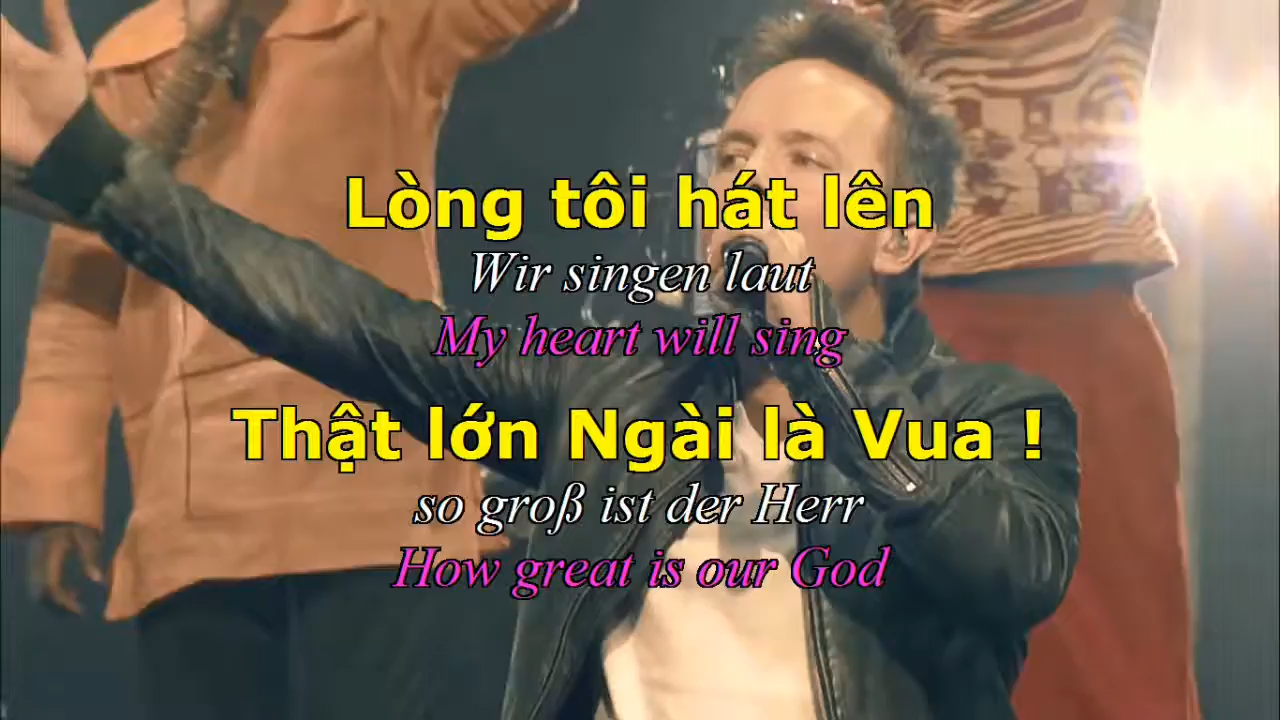 Lòng tôi hát lên
Wir singen laut
My heart will sing
Thật lớn Ngài là Vua !
so groß ist der Herr
How great is our God